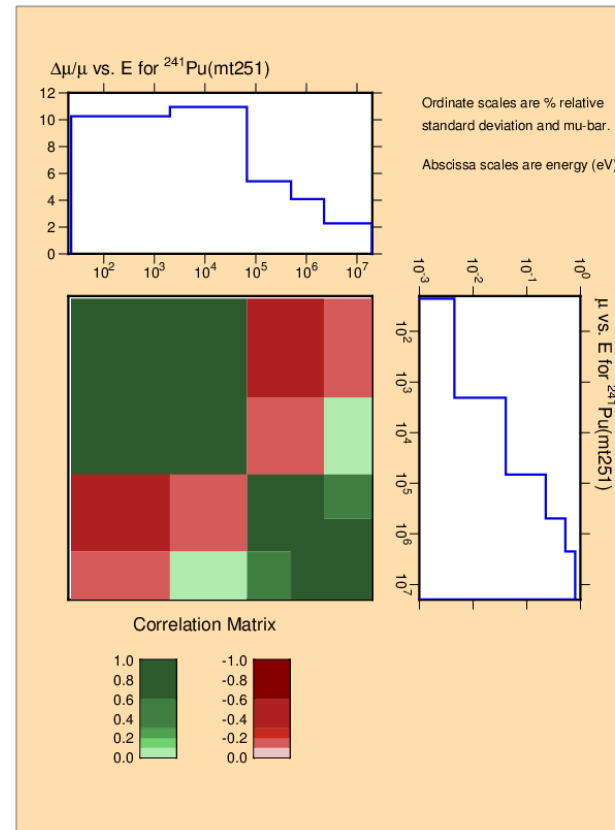 Δμ/μ vs. E for ²⁴¹Pu(mt251)
12
10
8
6
4
2
0
10² 10³ 10⁴ 10⁵ 10⁶ 10⁷
Ordinate scales are % relative
standard deviation and mu-bar.
Abscissa scales are energy (eV)
10⁻³ 10⁻² 10⁻¹ 10⁰
10² 10³ 10⁴ 10⁵ 10⁶ 10⁷
μ vs. E for ²⁴¹Pu(mt251)
Correlation Matrix
1.0 -1.0
0.8 -0.8
0.6 -0.6
0.4 -0.4
0.2 -0.2
0.0 0.0